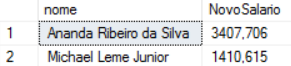 nome NovoSalario
1 Ananda Ribeiro da Silva 3407,706
2 Michael Leme Junior 1410,615